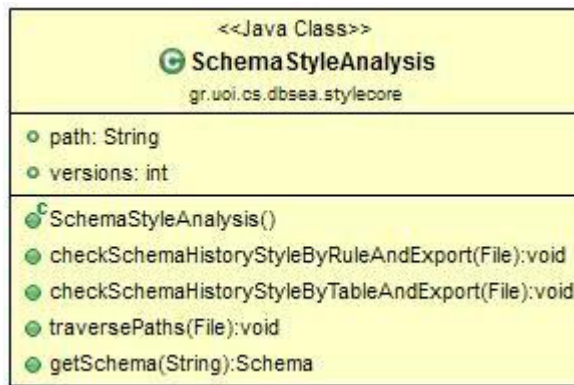 <<Java Class>>
SchemaStyleAnalysis
gr.uoi.cs.dbsea.stylecore
path: String
versions: int
SchemaStyleAnalysis()
checkSchemaHistoryStyleByRuleAndExport(File):void
checkSchemaHistoryStyleByTableAndExport(File):void
traversePaths(File):void
getSchema(String):Schema